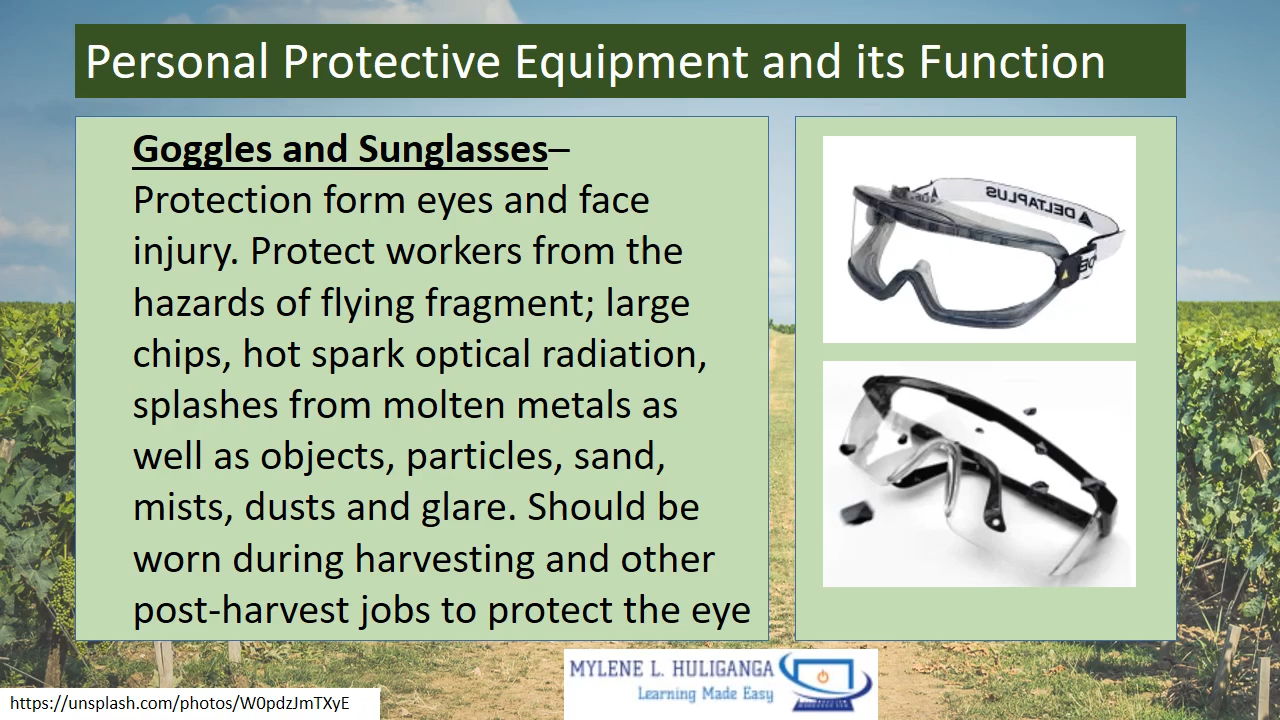 Personal Protective Equipment and its Function
Goggles and Sunglasses–
Protection form eyes and face
injury. Protect workers from the
hazards of flying fragment; large
chips, hot spark optical radiation,
splashes from molten metals as
well as objects, particles, sand,
mists, dusts and glare. Should be
worn during harvesting and other
post-harvest jobs to protect the eye
DELTAPLUS
MYLENE L. HULIGANGA
Learning Made Easy
https://unsplash.com/photos/W0pdzJmTXyE